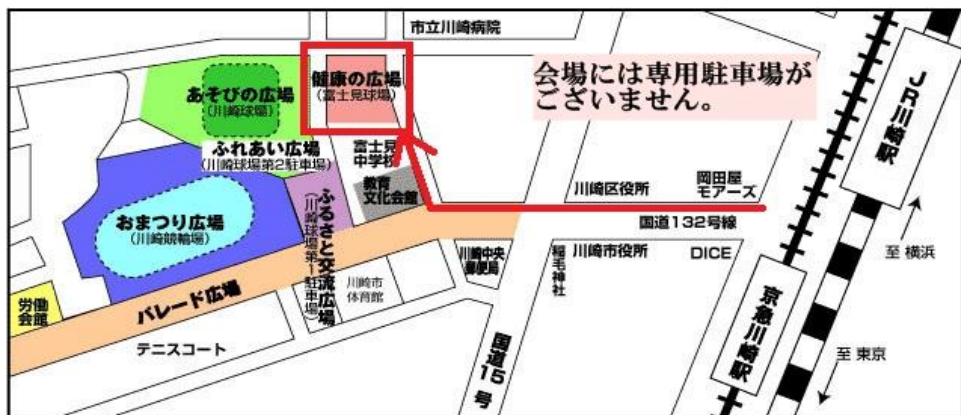 市立川崎病院
健康の広場
(富士見球場)
会場には専用駐車場が
ございません。
JR川崎駅
あそびの広場
(川崎球場)
ふれあい広場
(川崎球場第2駐車場)
富士見
中学校
教育
文化会館
川崎区役所
岡田屋
モアーズ
国道132号線
おまつり広場
(川崎競輪場)
ふるさと交流広場
(川崎球場第1駐車場)
川崎中央
郵便局
稲毛神社
川崎市役所
DICE
至 横浜
川崎市
体育館
パレード広場
労働
会館
テニスコート
国道15号
京急川崎駅
至 東京